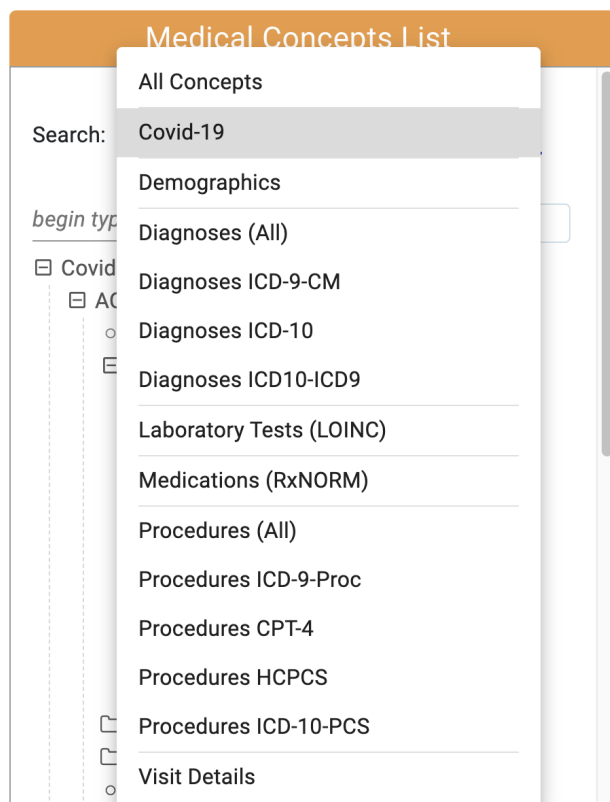 Medical Concepts List
All Concepts
Search:
Covid-19
Demographics
begin typ
Diagnoses (All)
Covid
Diagnoses ICD-9-CM
AC
Diagnoses ICD-10
Diagnoses ICD10-ICD9
Laboratory Tests (LOINC)
Medications (RxNORM)
Procedures (All)
Procedures ICD-9-Proc
Procedures CPT-4
Procedures HCPCS
Procedures ICD-10-PCS
Visit Details